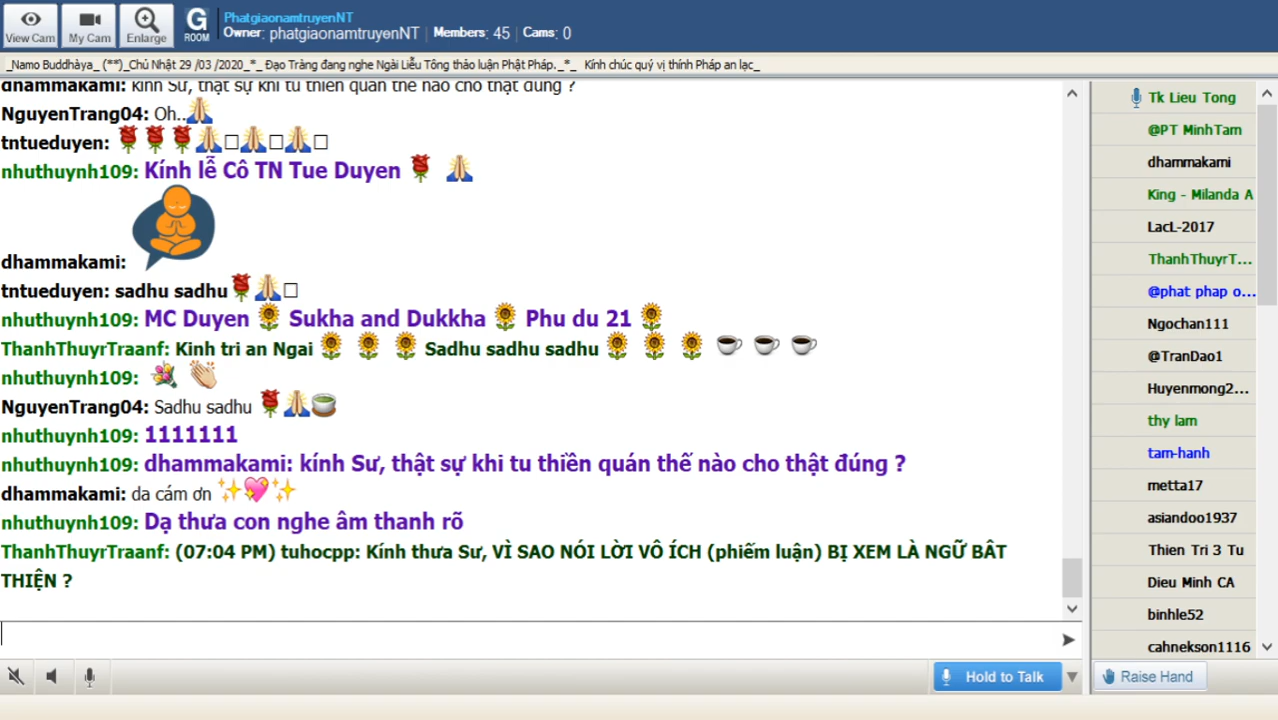 PhatgiaonamtruyenNT
Owner: phatgiaonamtruyenNT | Members: 45 | Cams: 0
View Cam
My Cam
Enlarge
G
ROOM
_Namo Buddhàya_ (**)_Chủ Nhật 29 /03 /2020_*_ Đạo Tràng đang nghe Ngài Liễu Tông thảo luận Phật Pháp._*_ Kính chúc quý vị thính Pháp an lạc_
dhammakami: kính Sư, thật sự khi tu thiền quán thế nào cho thật đúng ?
NguyenTrang04: Oh..🙏
tntueduyen: 🌹🌹🌹🙏□🙏□🙏□
nhuthuynh109: Kính lễ Cô TN Tue Duyen 🌹 🙏
dhammakami:
tntueduyen: sadhu sadhu🌹🙏□
nhuthuynh109: MC Duyen 🌻 Sukha and Dukkha 🌻 Phu du 21 🌻
ThanhThuyrTraanf: Kinh tri an Ngai 🌻 🌻 🌻 Sadhu sadhu sadhu 🌻 🌻 🌻 ☕ ☕ ☕
nhuthuynh109: 💐 👏
NguyenTrang04: Sadhu sadhu 🌹🙏🍵
nhuthuynh109: 1111111
nhuthuynh109: dhammakami: kính Sư, thật sự khi tu thiền quán thế nào cho thật đúng ?
dhammakami: da cám ơn ✨💖✨
nhuthuynh109: Dạ thưa con nghe âm thanh rõ
ThanhThuyrTraanf: (07:04 PM) tuhocpp: Kính thưa Sư, VÌ SAO NÓI LỜI VÔ ÍCH (phiếm luận) BỊ XEM LÀ NGỮ BÂT
THIỆN ?
Hold to Talk
Tk Lieu Tong
@PT MinhTam
dhammakami
King - Milanda A
LacL-2017
ThanhThuyrT...
@phat phap o...
Ngochan111
@TranDao1
Huyenmong2...
thy lam
tam-hanh
metta17
asiandoo1937
Thien Tri 3 Tu
Dieu Minh CA
binhle52
cahnekson1116
Raise Hand